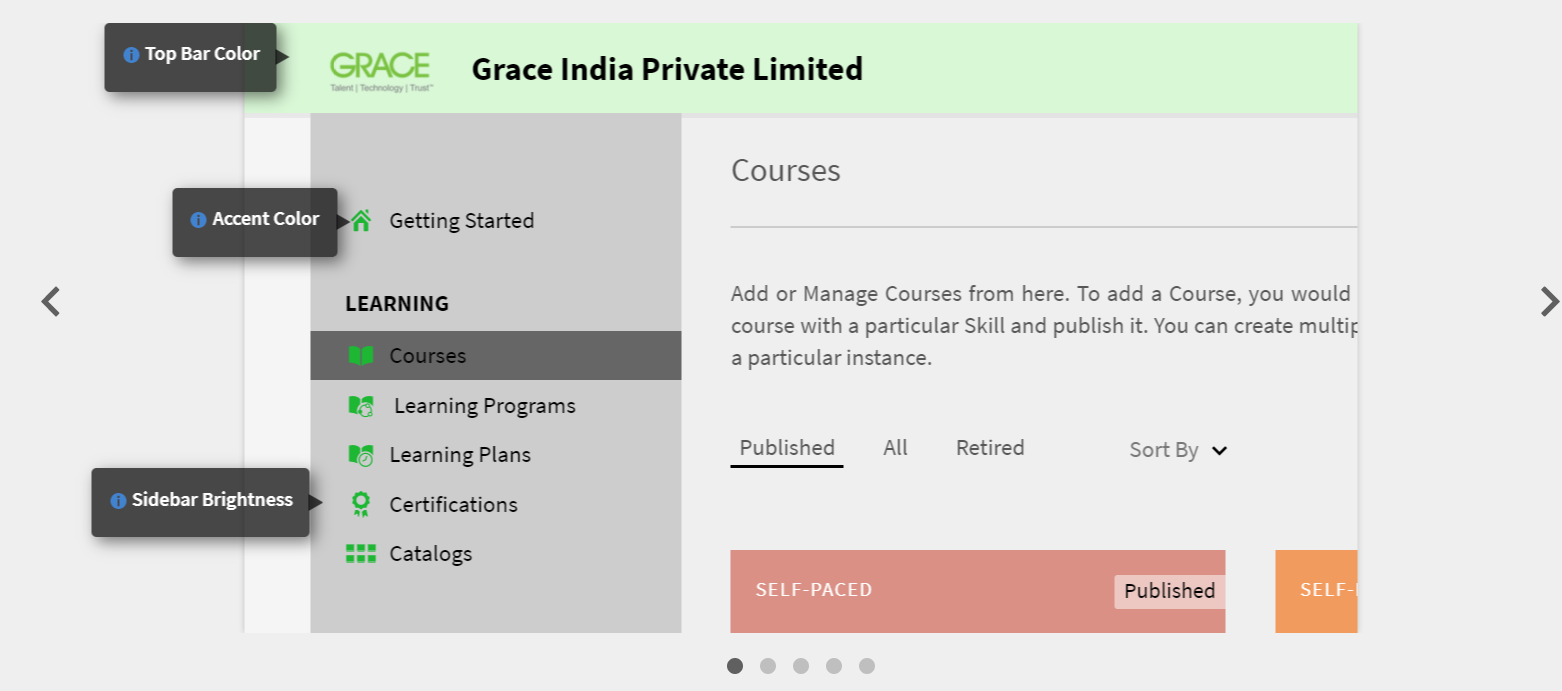 Top Bar Color
GRACE
Talent | Technology | Trust™
Grace India Private Limited
Courses
Accent Color
Getting Started
LEARNING
Courses
Learning Programs
Learning Plans
Sidebar Brightness
Certifications
Catalogs
Add or Manage Courses from here. To add a Course, you would
course with a particular Skill and publish it. You can create multip
a particular instance.
Published All Retired Sort By
SELF-PACED Published
SELF-